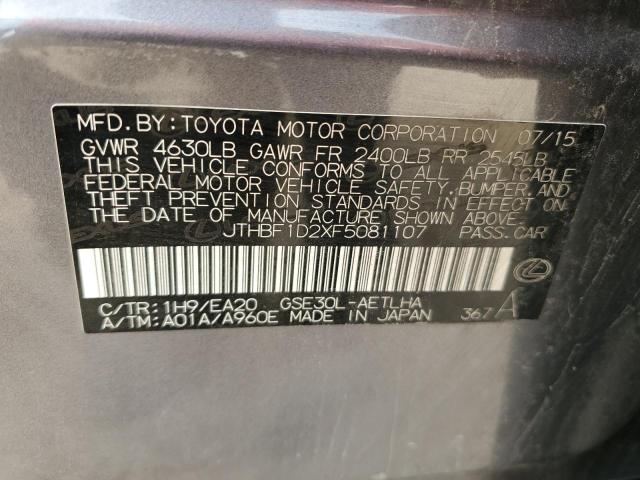 MFD. BY: TOYOTA MOTOR CORPORATION 07/15
GVWR 4630LB GAWR FR 2400LB RR 2545LB
THIS VEHICLE CONFORMS TO ALL APPLICABLE
FEDERAL MOTOR VEHICLE SAFETY, BUMPER, AND
THEFT PREVENTION STANDARDS IN EFFECT ON
THE DATE OF MANUFACTURE SHOWN ABOVE.
JTHBF1D2XF5081107 PASS. CAR
C/TR: 1H9/EA20 GSE30L-AETLHA
A/TM: A01A/A960E MADE IN JAPAN 367 A